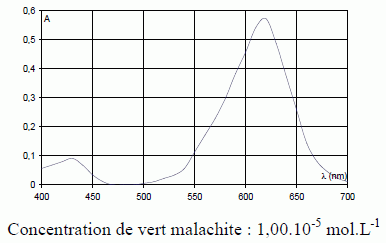 0,6
A
0,5
0,4
0,3
0,2
0,1
0
λ (nm)
400 450 500 550 600 650 700
Concentration de vert malachite : 1,00.10⁻⁵ mol.L⁻¹